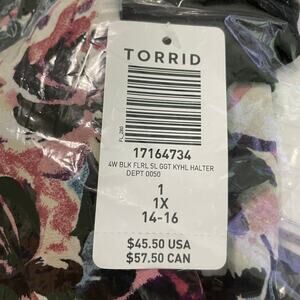 TORRID
FL_280
17164734
4W BLK FLRL SL GGT KYHL HALTER
DEPT 0050
1
1X
14-16
$45.50 USA
$57.50 CAN